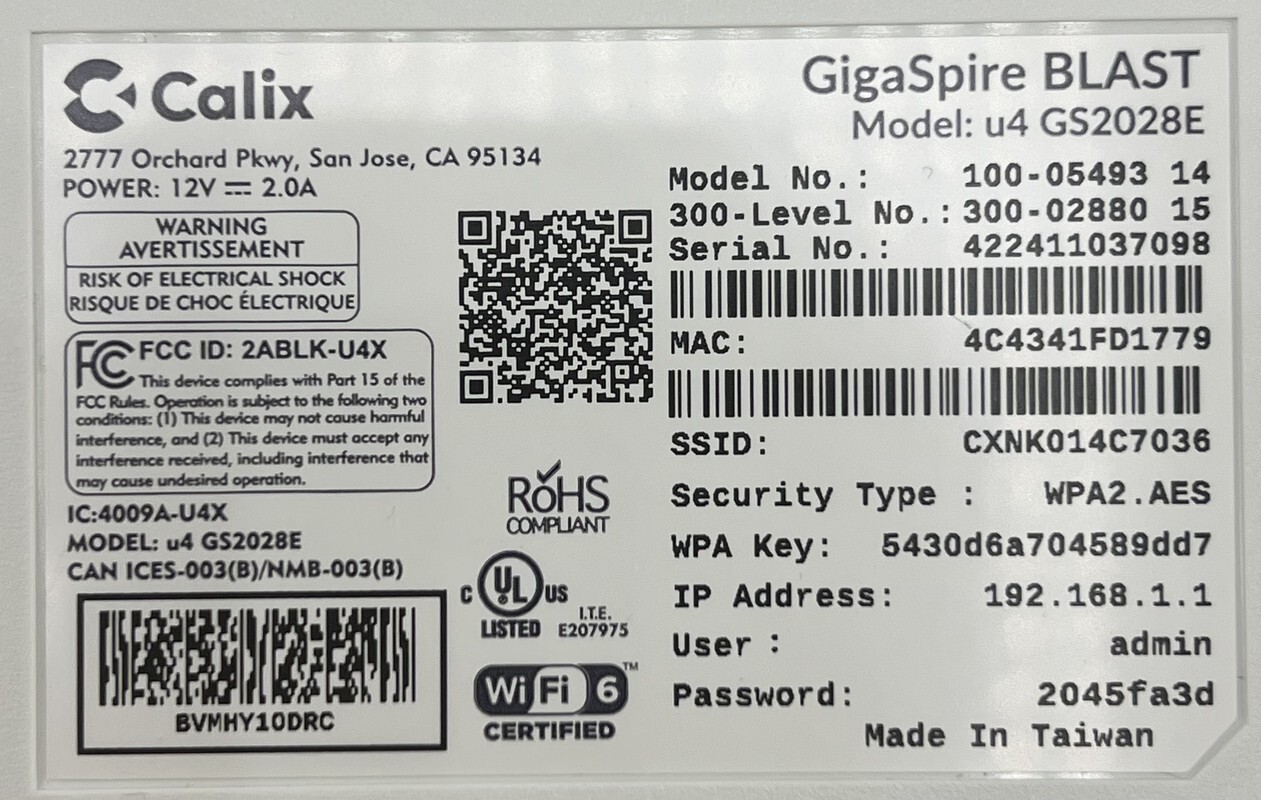 Calix
2777 Orchard Pkwy, San Jose, CA 95134
POWER: 12V ⎓ 2.0A
WARNING
AVERTISSEMENT
RISK OF ELECTRICAL SHOCK
RISQUE DE CHOC ÉLECTRIQUE
FC FCC ID: 2ABLK-U4X
This device complies with Part 15 of the
FCC Rules. Operation is subject to the following two
conditions: (1) This device may not cause harmful
interference, and (2) This device must accept any
interference received, including interference that
may cause undesired operation.
IC:4009A-U4X
MODEL: u4 GS2028E
CAN ICES-003(B)/NMB-003(B)
BVMHY10DRC
RoHS
COMPLIANT
C UL US
LISTED
I.T.E.
E207975
Wi Fi 6 ™
CERTIFIED
GigaSpire BLAST
Model: u4 GS2028E
Model No.: 100-05493 14
300-Level No.: 300-02880 15
Serial No.: 422411037098
MAC: 4C4341FD1779
SSID: CXNK014C7036
Security Type : WPA2.AES
WPA Key: 5430d6a704589dd7
IP Address: 192.168.1.1
User : admin
Password: 2045fa3d
Made In Taiwan